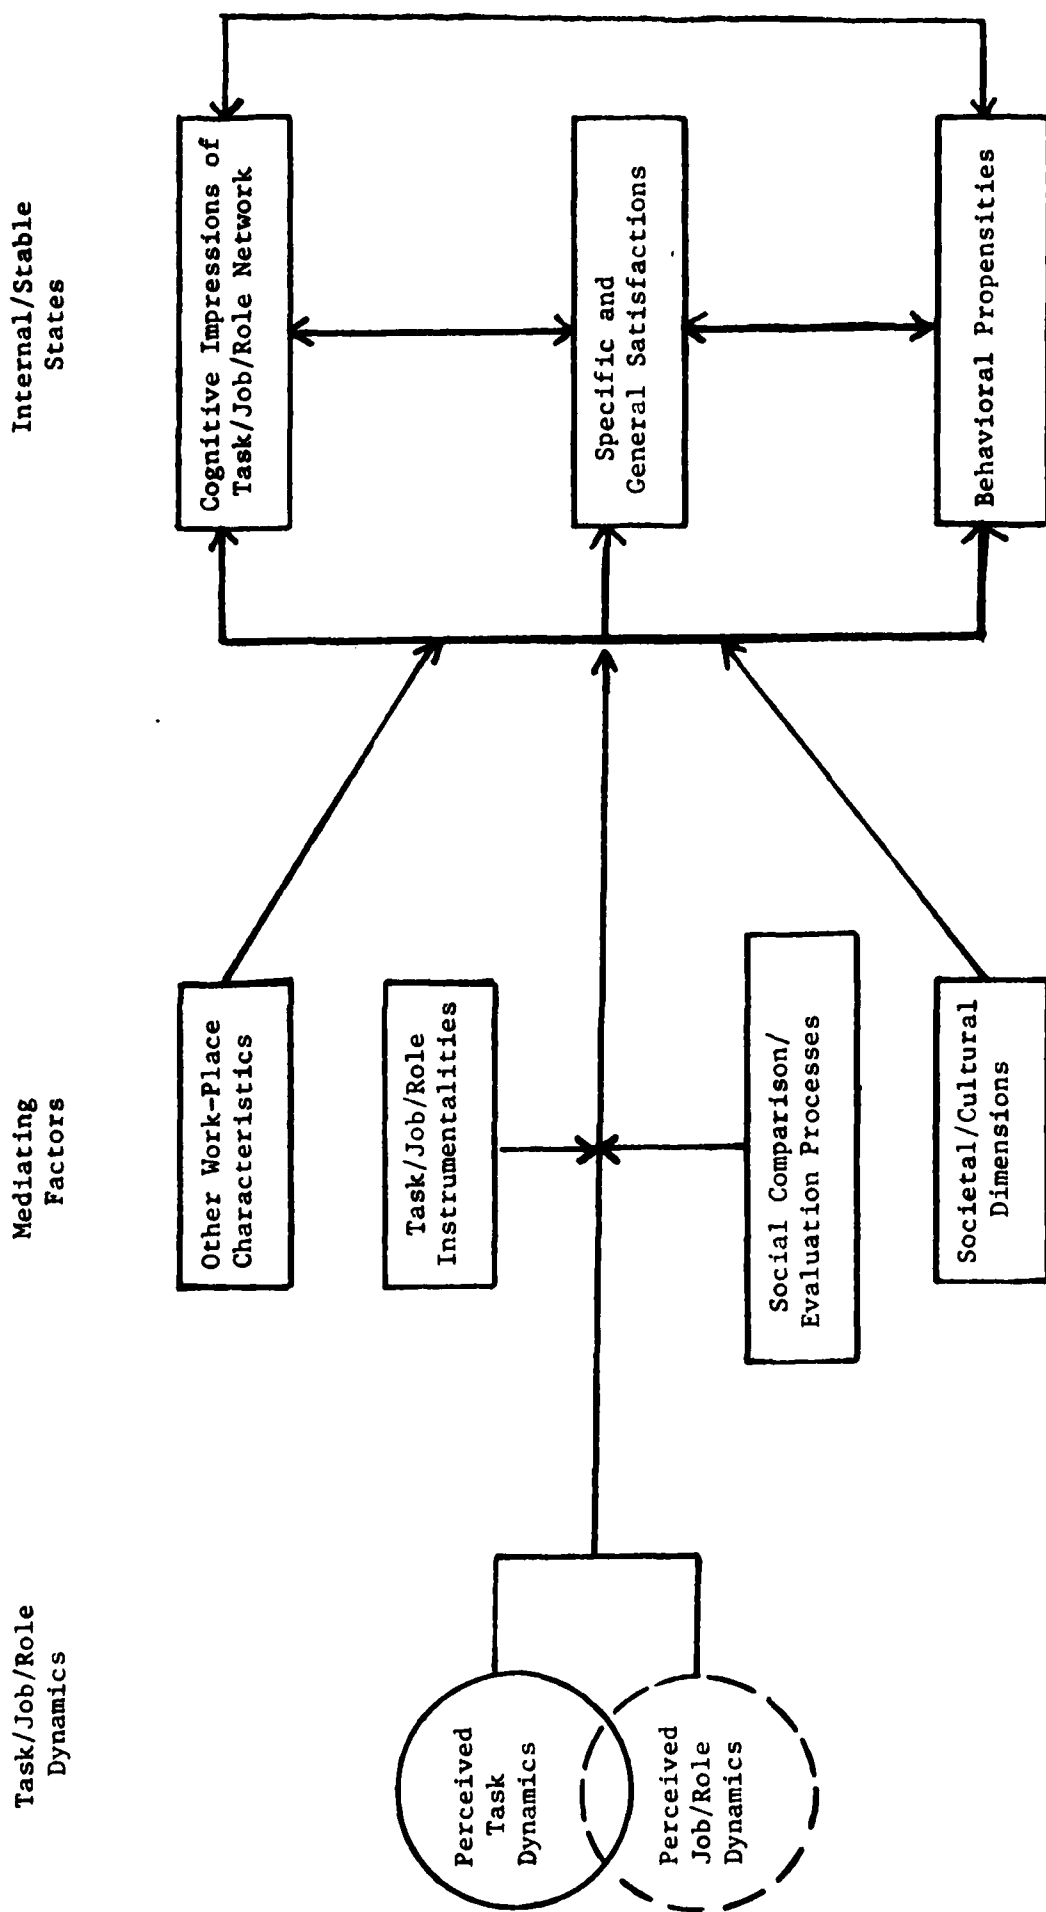 Task/Job/Role
Dynamics
Mediating
Factors
Internal/Stable
States
Perceived
Task
Dynamics
Perceived
Job/Role
Dynamics
Other Work-Place
Characteristics
Task/Job/Role
Instrumentalities
Social Comparison/
Evaluation Processes
Societal/Cultural
Dimensions
Cognitive Impressions of
Task/Job/Role Network
Specific and
General Satisfactions
Behavioral Propensities